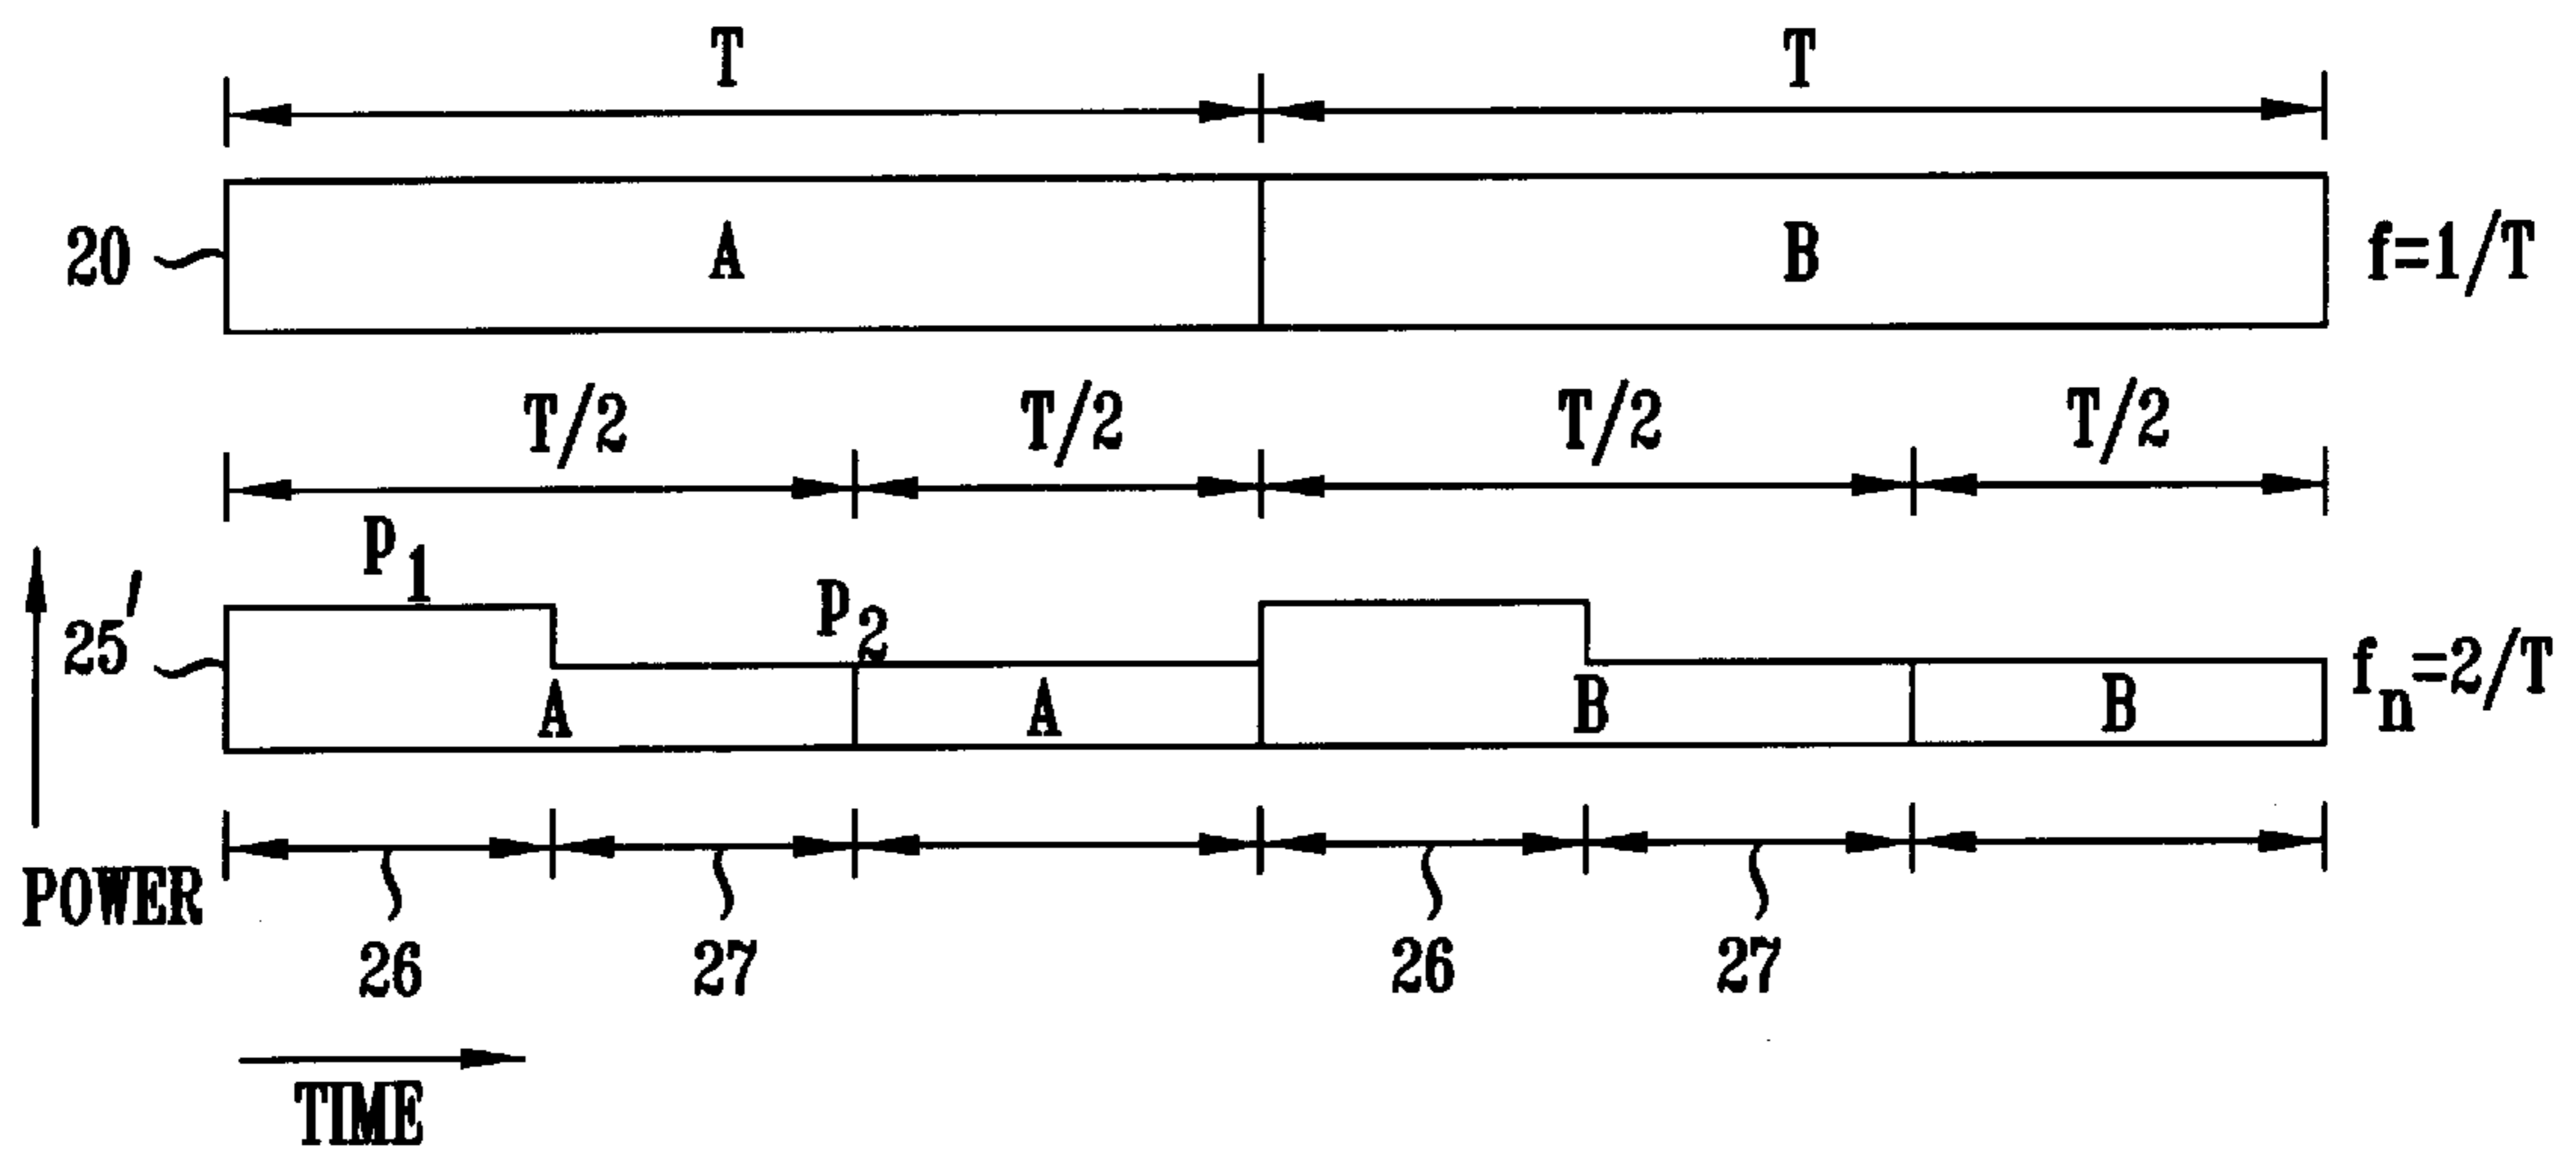 T T
20 A B f=1/T
T/2 T/2 T/2 T/2
P1
25' P2 fn=2/T
A A B B
POWER
26 27 26 27
TIME